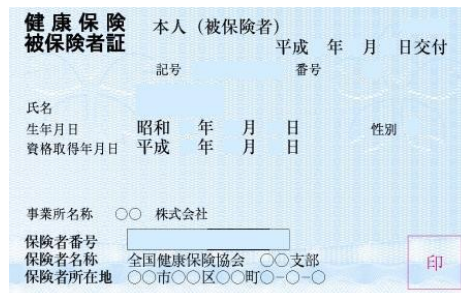 健康保険 本人（被保険者）
被保険者証
平成 年 月 日交付
記号 番号
氏名
生年月日 昭和 年 月 日 性別
資格取得年月日 平成 年 月 日
事業所名称 ○○ 株式会社
保険者番号
保険者名称 全国健康保険協会 ○○支部
保険者所在地 ○○市○○区○○町○-○-○
印